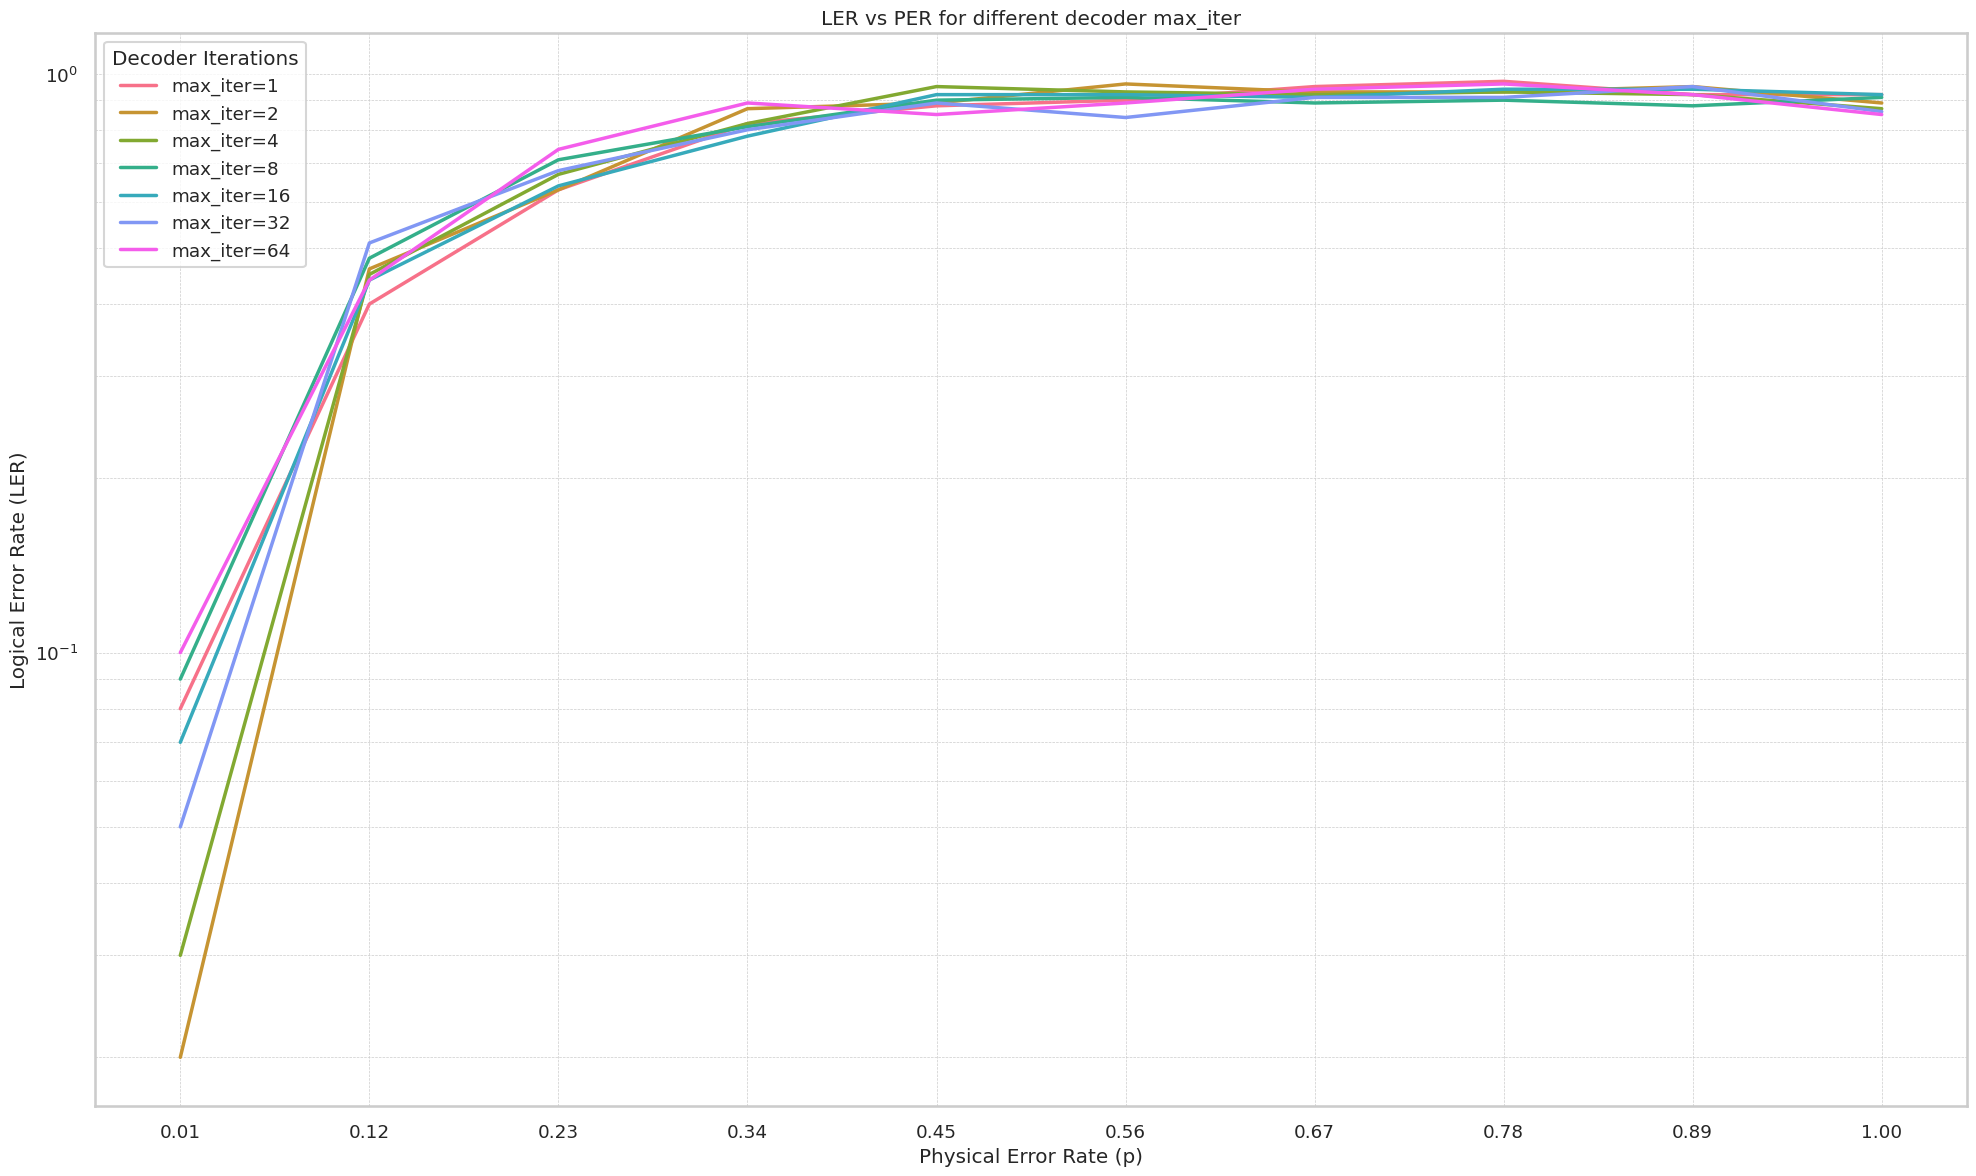 LER vs PER for different decoder max_iter
Decoder Iterations
max_iter=1
max_iter=2
max_iter=4
max_iter=8
max_iter=16
max_iter=32
max_iter=64
10⁰
10⁻¹
Logical Error Rate (LER)
0.01 0.12 0.23 0.34 0.45 0.56 0.67 0.78 0.89 1.00
Physical Error Rate (p)